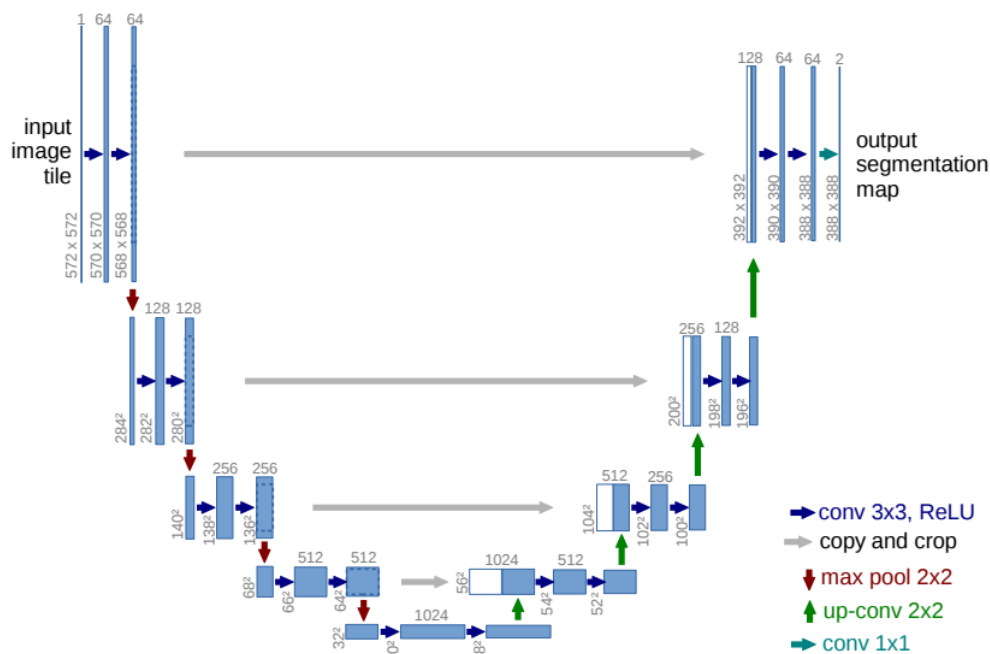 1 64 64
input
image
tile
572 x 572
570 x 570
568 x 568
128 64 64 2
output
segmentation
map
392 x 392
390 x 390
388 x 388
388 x 388
128 128
284²
282²
280²
256 128
200²
198²
196²
256 256
140²
138²
136²
512 256
104²
102²
100²
512 512
68²
66²
64²
1024 512
56²
54²
52²
1024
32²
0²
8²
conv 3x3, ReLU
copy and crop
max pool 2x2
up-conv 2x2
conv 1x1